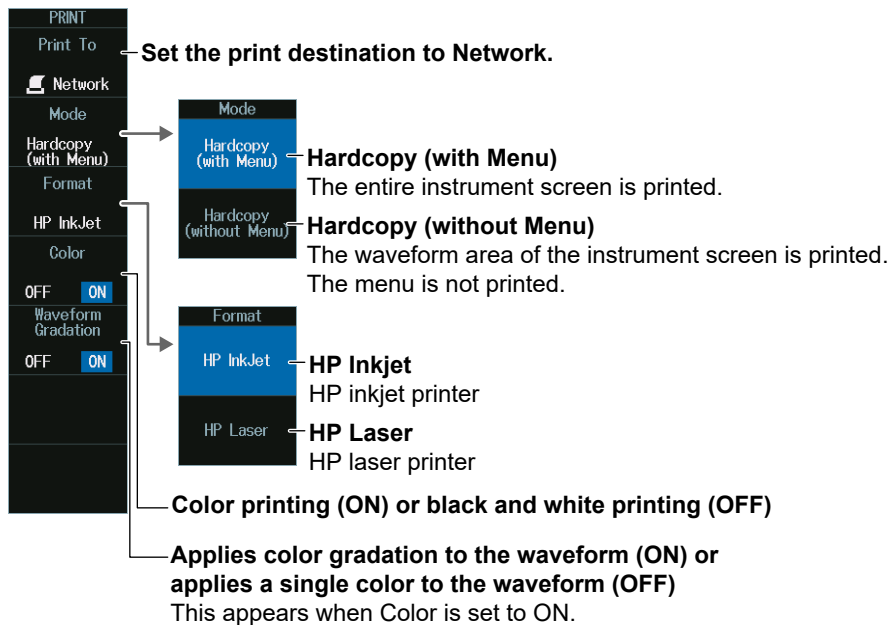 PRINT
Print To
Set the print destination to Network.
Network
Mode
Hardcopy
(with Menu)
Format
HP InkJet
Color
OFF ON
Waveform
Gradation
OFF ON
Mode
Hardcopy
(with Menu)
Hardcopy (with Menu)
The entire instrument screen is printed.
Hardcopy
(without Menu)
Hardcopy (without Menu)
The waveform area of the instrument screen is printed.
The menu is not printed.
Format
HP InkJet
HP Inkjet
HP inkjet printer
HP Laser
HP Laser
HP laser printer
Color printing (ON) or black and white printing (OFF)
Applies color gradation to the waveform (ON) or
applies a single color to the waveform (OFF)
This appears when Color is set to ON.